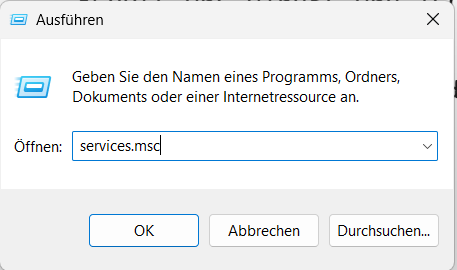 Ausführen
Geben Sie den Namen eines Programms, Ordners,
Dokuments oder einer Internetressource an.
Öffnen: services.msc
OK Abbrechen Durchsuchen...